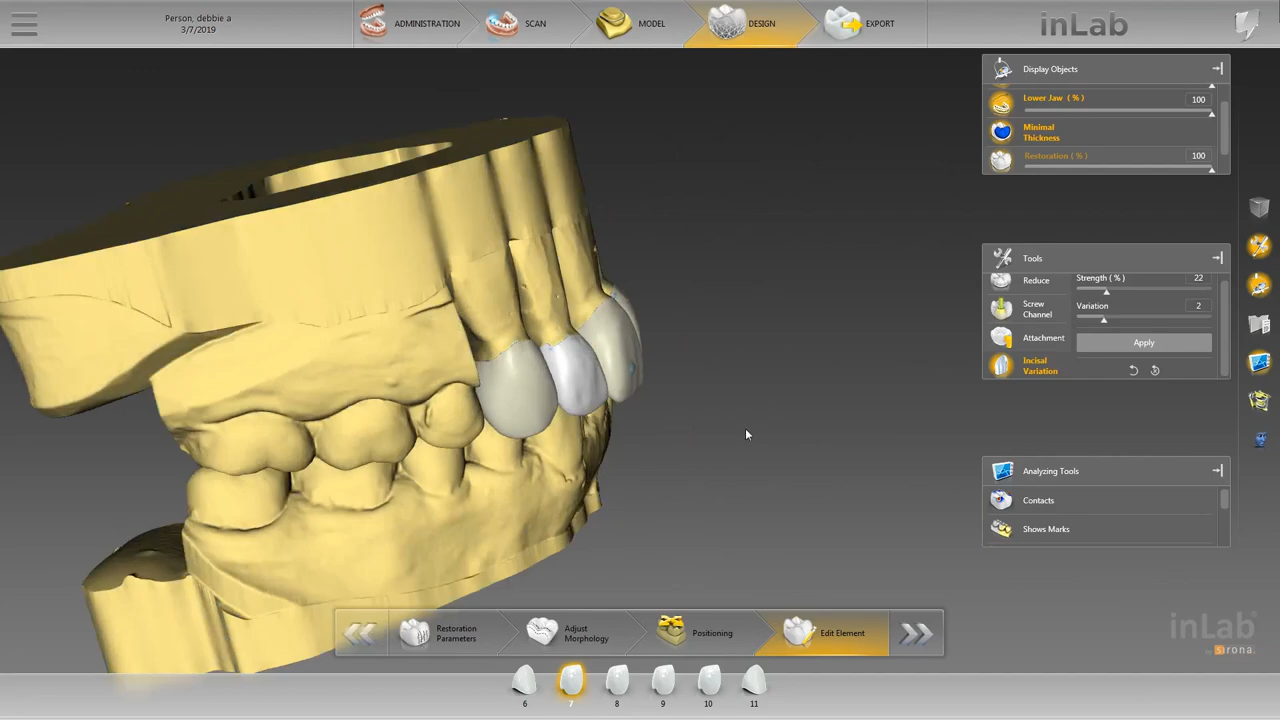 Person, debbie a
3/7/2019
ADMINISTRATION
SCAN
MODEL
DESIGN
EXPORT
inLab
Display Objects
Lower Jaw (%)
100
Minimal
Thickness
Restoration (%)
100
Tools
Reduce
Strength (%)
22
Screw
Channel
Variation
2
Attachment
Apply
Incisal
Variation
Analyzing Tools
Contacts
Shows Marks
Restoration
Parameters
Adjust
Morphology
Positioning
Edit Element
inLab
by sirona.
6
7
8
9
10
11